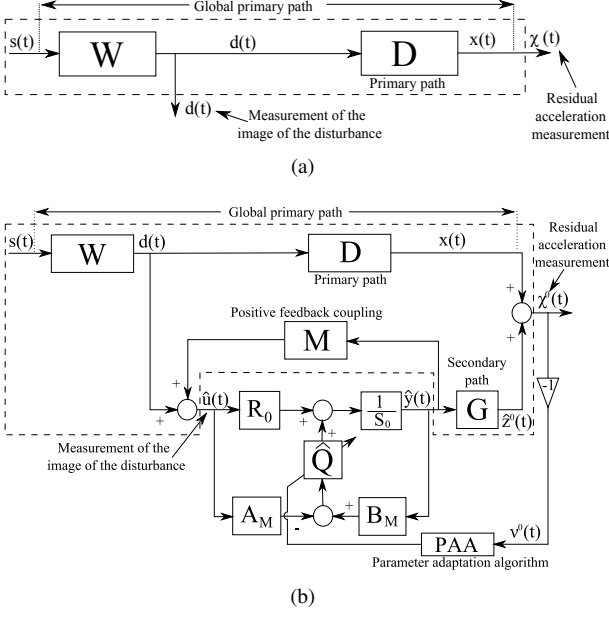 Global primary path
s(t)
W
d(t)
D
x(t)
χ(t)
Primary path
d(t)
Measurement of the
image of the disturbance
Residual
acceleration
measurement
(a)
Global primary path
Residual
acceleration
measurement
s(t)
W
d(t)
D
x(t)
Primary path
+
χ⁰(t)
+
Positive feedback coupling
M
Secondary
path
-1
+
û(t)
R₀
+
1
S₀
ŷ(t)
G
ẑ⁰(t)
+
+
Measurement of the
image of the disturbance
Q̂
A_M
-
+
B_M
ν⁰(t)
PAA
Parameter adaptation algorithm
(b)